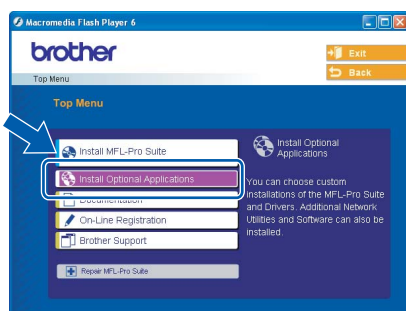 Macromedia Flash Player 6
brother
Exit
Back
Top Menu
Top Menu
Install MFL-Pro Suite
Install Optional Applications
Documentation
On-Line Registration
Brother Support
Repair MFL-Pro Suite
Install Optional
Applications
You can choose custom
installations of the MFL-Pro Suite
and Drivers. Additional Network
Utilities and Software can also be
installed.